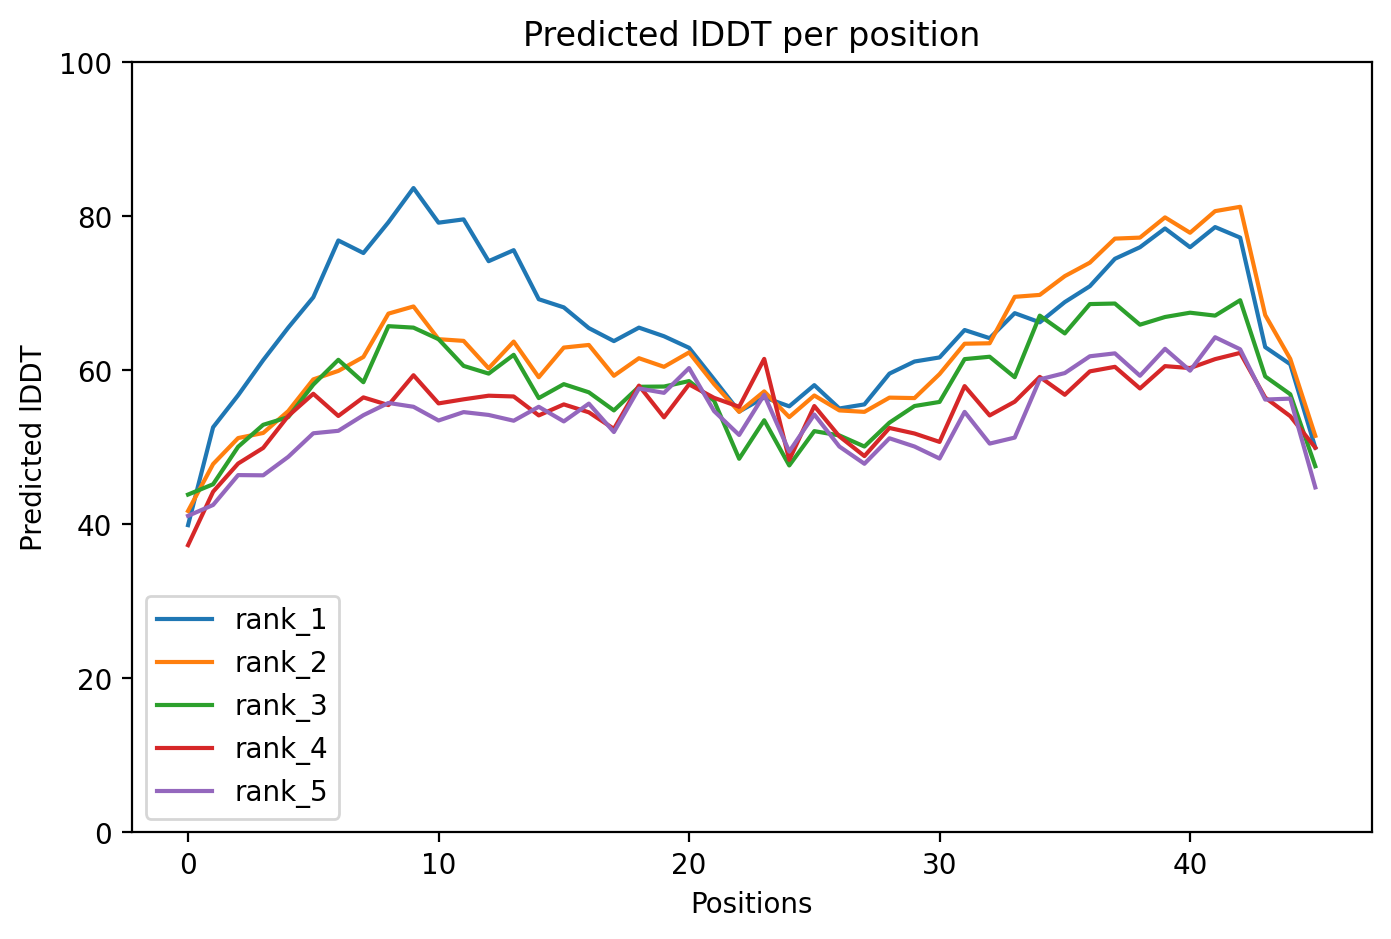 Predicted lDDT per position
100
80
60
40
20
0
Predicted lDDT
rank_1
rank_2
rank_3
rank_4
rank_5
0 10 20 30 40
Positions